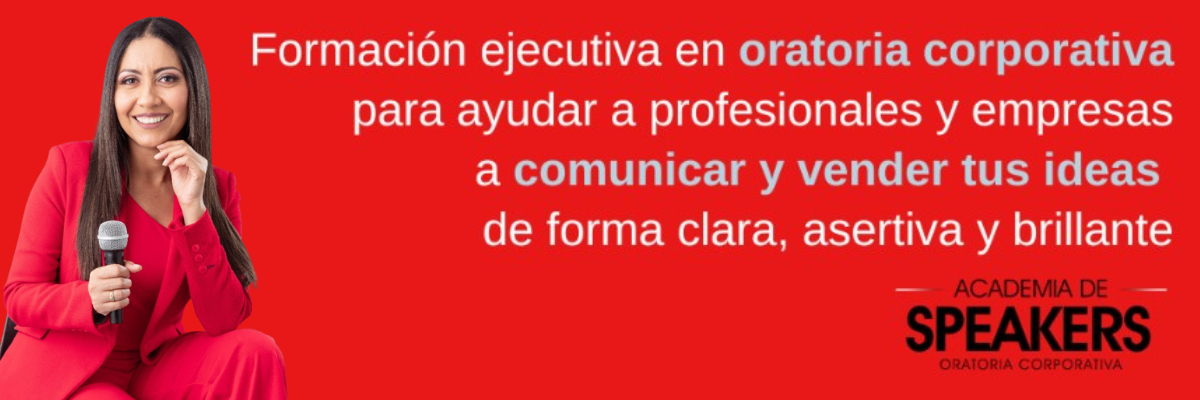 Formación ejecutiva en oratoria corporativa
para ayudar a profesionales y empresas
a comunicar y vender tus ideas
de forma clara, asertiva y brillante
ACADEMIA DE
SPEAKERS
ORATORIA CORPORATIVA